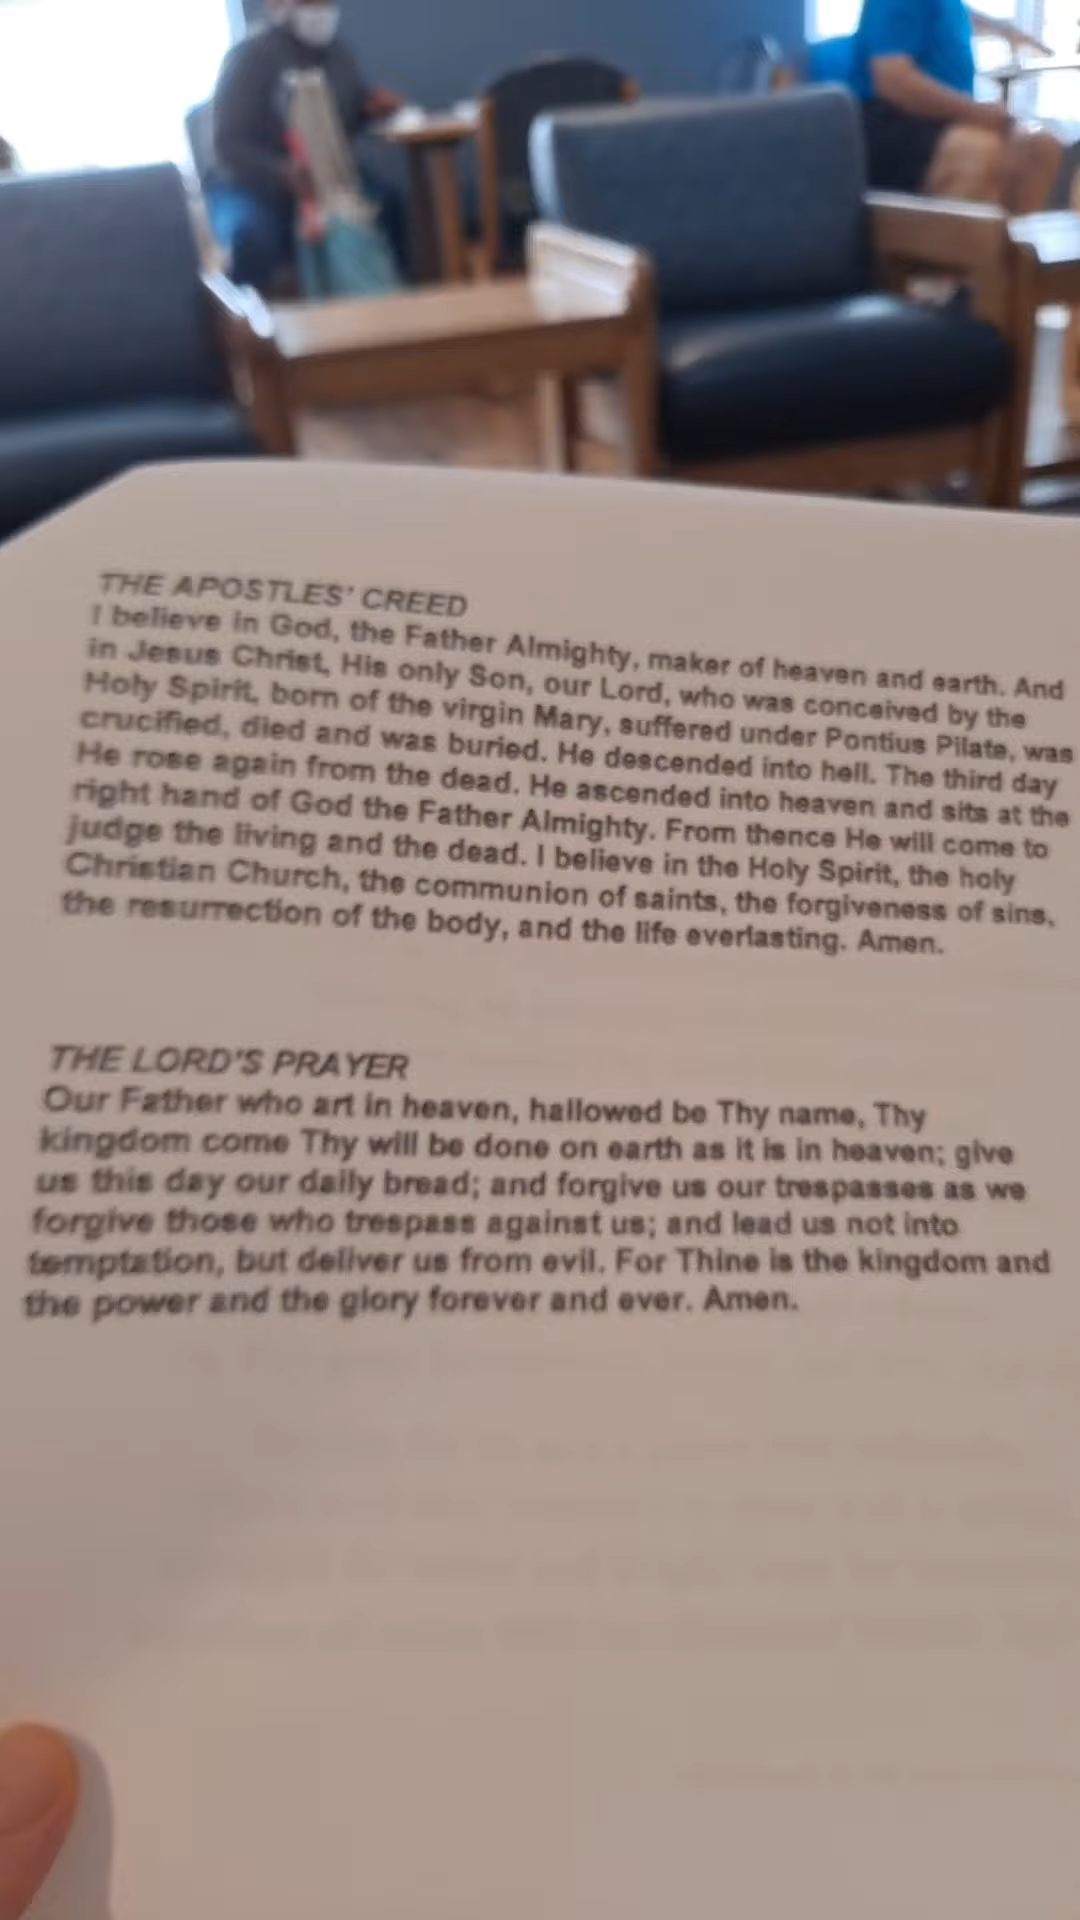 THE APOSTLES' CREED
I believe in God, the Father Almighty, maker of heaven and earth. And
in Jesus Christ, His only Son, our Lord, who was conceived by the
Holy Spirit, born of the virgin Mary, suffered under Pontius Pilate, was
crucified, died and was buried. He descended into hell. The third day
He rose again from the dead. He ascended into heaven and sits at the
right hand of God the Father Almighty. From thence He will come to
judge the living and the dead. I believe in the Holy Spirit, the holy
Christian Church, the communion of saints, the forgiveness of sins,
the resurrection of the body, and the life everlasting. Amen.
THE LORD'S PRAYER
Our Father who art in heaven, hallowed be Thy name, Thy
kingdom come Thy will be done on earth as it is in heaven; give
us this day our daily bread; and forgive us our trespasses as we
forgive those who trespass against us; and lead us not into
temptation, but deliver us from evil. For Thine is the kingdom and
the power and the glory forever and ever. Amen.